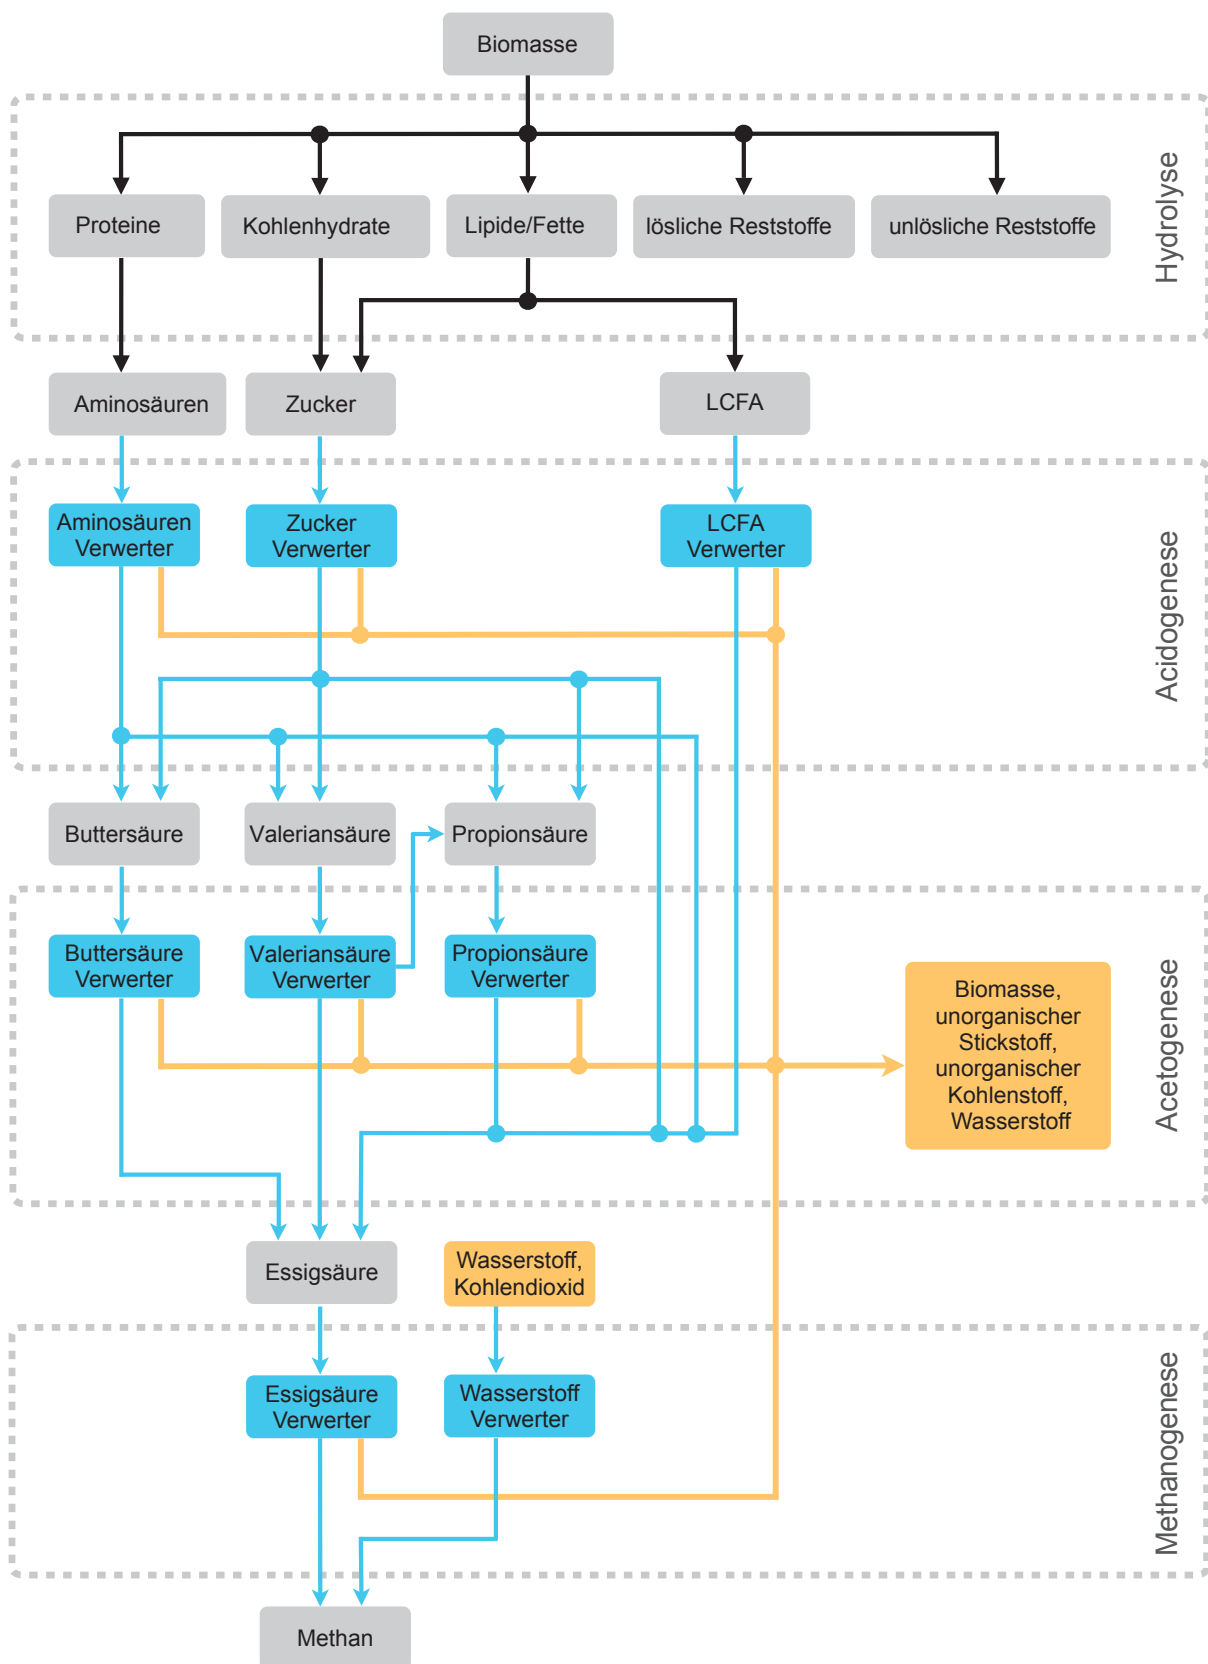 Biomasse
Hydrolyse
Proteine
Kohlenhydrate
Lipide/Fette
lösliche Reststoffe
unlösliche Reststoffe
Aminosäuren
Zucker
LCFA
Acidogenese
Aminosäuren
Verwerter
Zucker
Verwerter
LCFA
Verwerter
Buttersäure
Valeriansäure
Propionsäure
Acetogenese
Buttersäure
Verwerter
Valeriansäure
Verwerter
Propionsäure
Verwerter
Biomasse,
unorganischer
Stickstoff,
unorganischer
Kohlenstoff,
Wasserstoff
Essigsäure
Wasserstoff,
Kohlendioxid
Methanogenese
Essigsäure
Verwerter
Wasserstoff
Verwerter
Methan